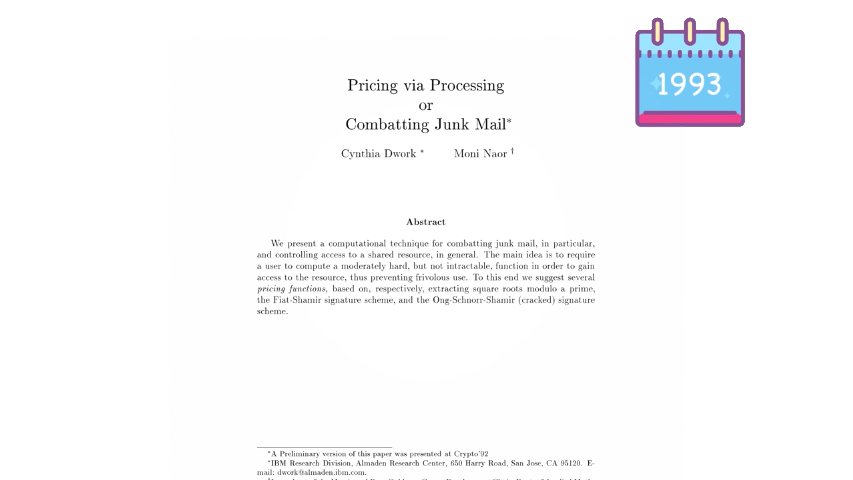 1993
Pricing via Processing
or
Combatting Junk Mail*
Cynthia Dwork * Moni Naor †
Abstract
We present a computational technique for combatting junk mail, in particular,
and controlling access to a shared resource, in general. The main idea is to require
a user to compute a moderately hard, but not intractable, function in order to gain
access to the resource, thus preventing frivolous use. To this end we suggest several
pricing functions, based on, respectively, extracting square roots modulo a prime,
the Fiat-Shamir signature scheme, and the Ong-Schnorr-Shamir (cracked) signature
scheme.
*A Preliminary version of this paper was presented at Crypto'92
*IBM Research Division, Almaden Research Center, 650 Harry Road, San Jose, CA 95120. E-
mail: dwork@almaden.ibm.com.